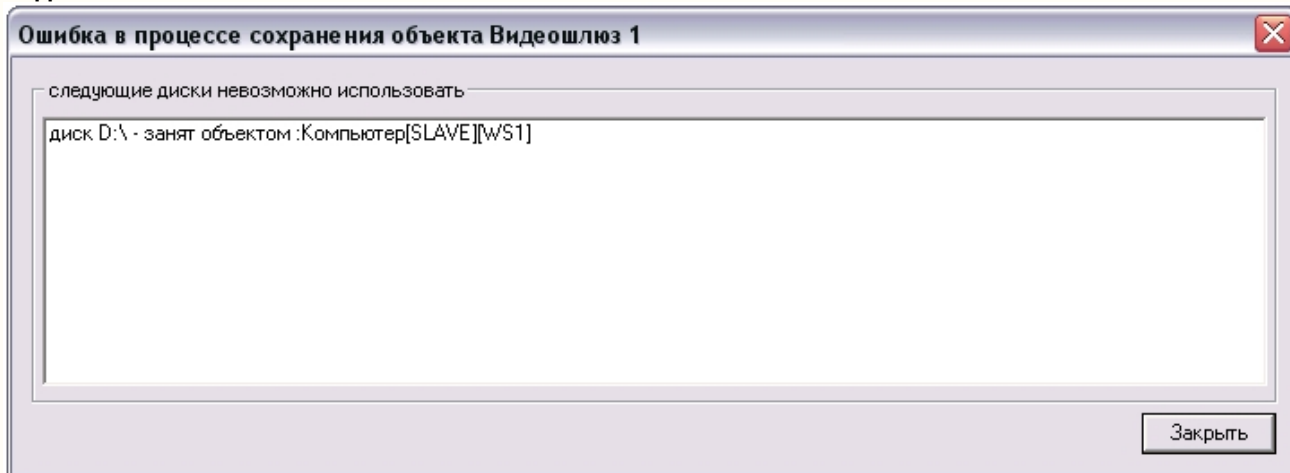 Ошибка в процессе сохранения объекта Видеошлюз 1
следующие диски невозможно использовать
диск D:\ - занят объектом :Компьютер[SLAVE][WS1]
Закрыть